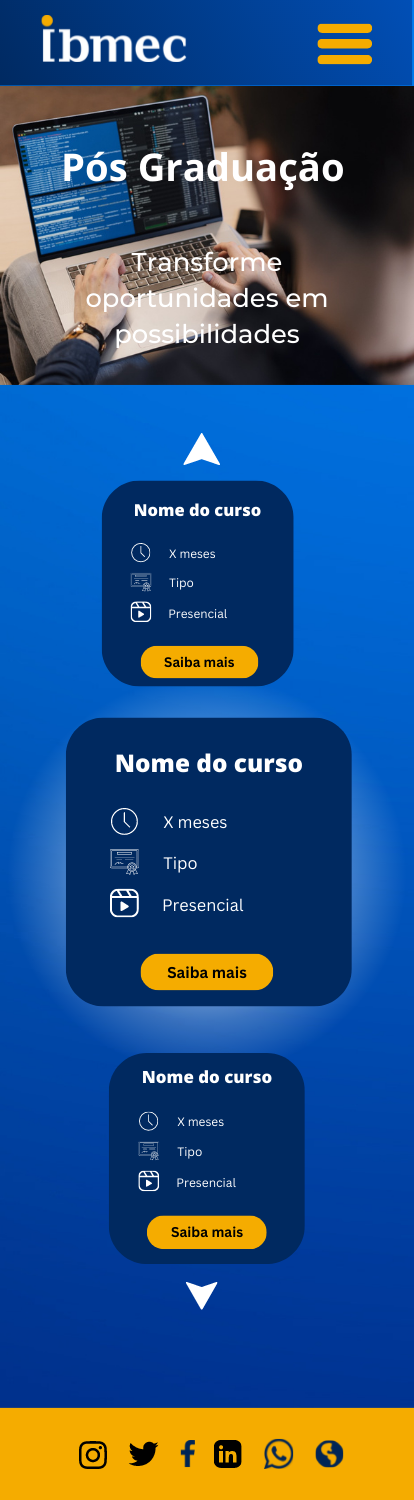 ibmec
Pós Graduação
Transforme
oportunidades em
possibilidades
Nome do curso
X meses
Tipo
Presencial
Saiba mais
Nome do curso
X meses
Tipo
Presencial
Saiba mais
Nome do curso
X meses
Tipo
Presencial
Saiba mais